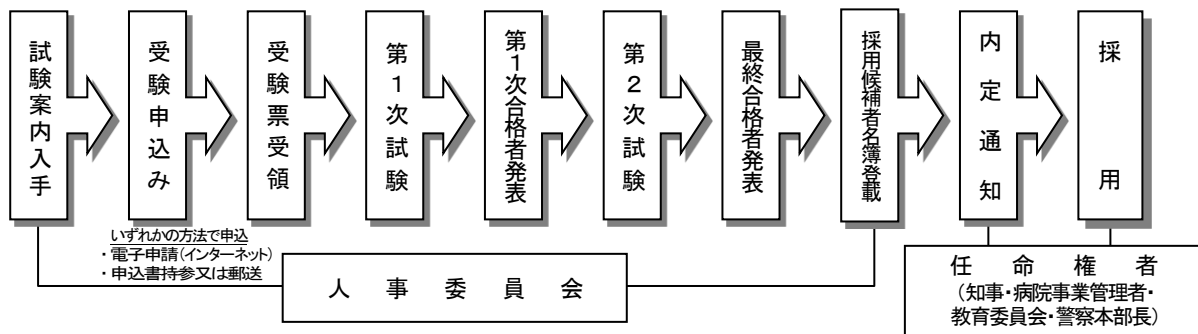 試験案内入手
受験申込み
受験票受領
第1次試験
第1次合格者発表
第2次試験
最終合格者発表
採用候補者名簿登載
内定通知
採用
いずれかの方法で申込
・電子申請(インターネット)
・申込書持参又は郵送
人事委員会
任命権者
(知事・病院事業管理者・
教育委員会・警察本部長)